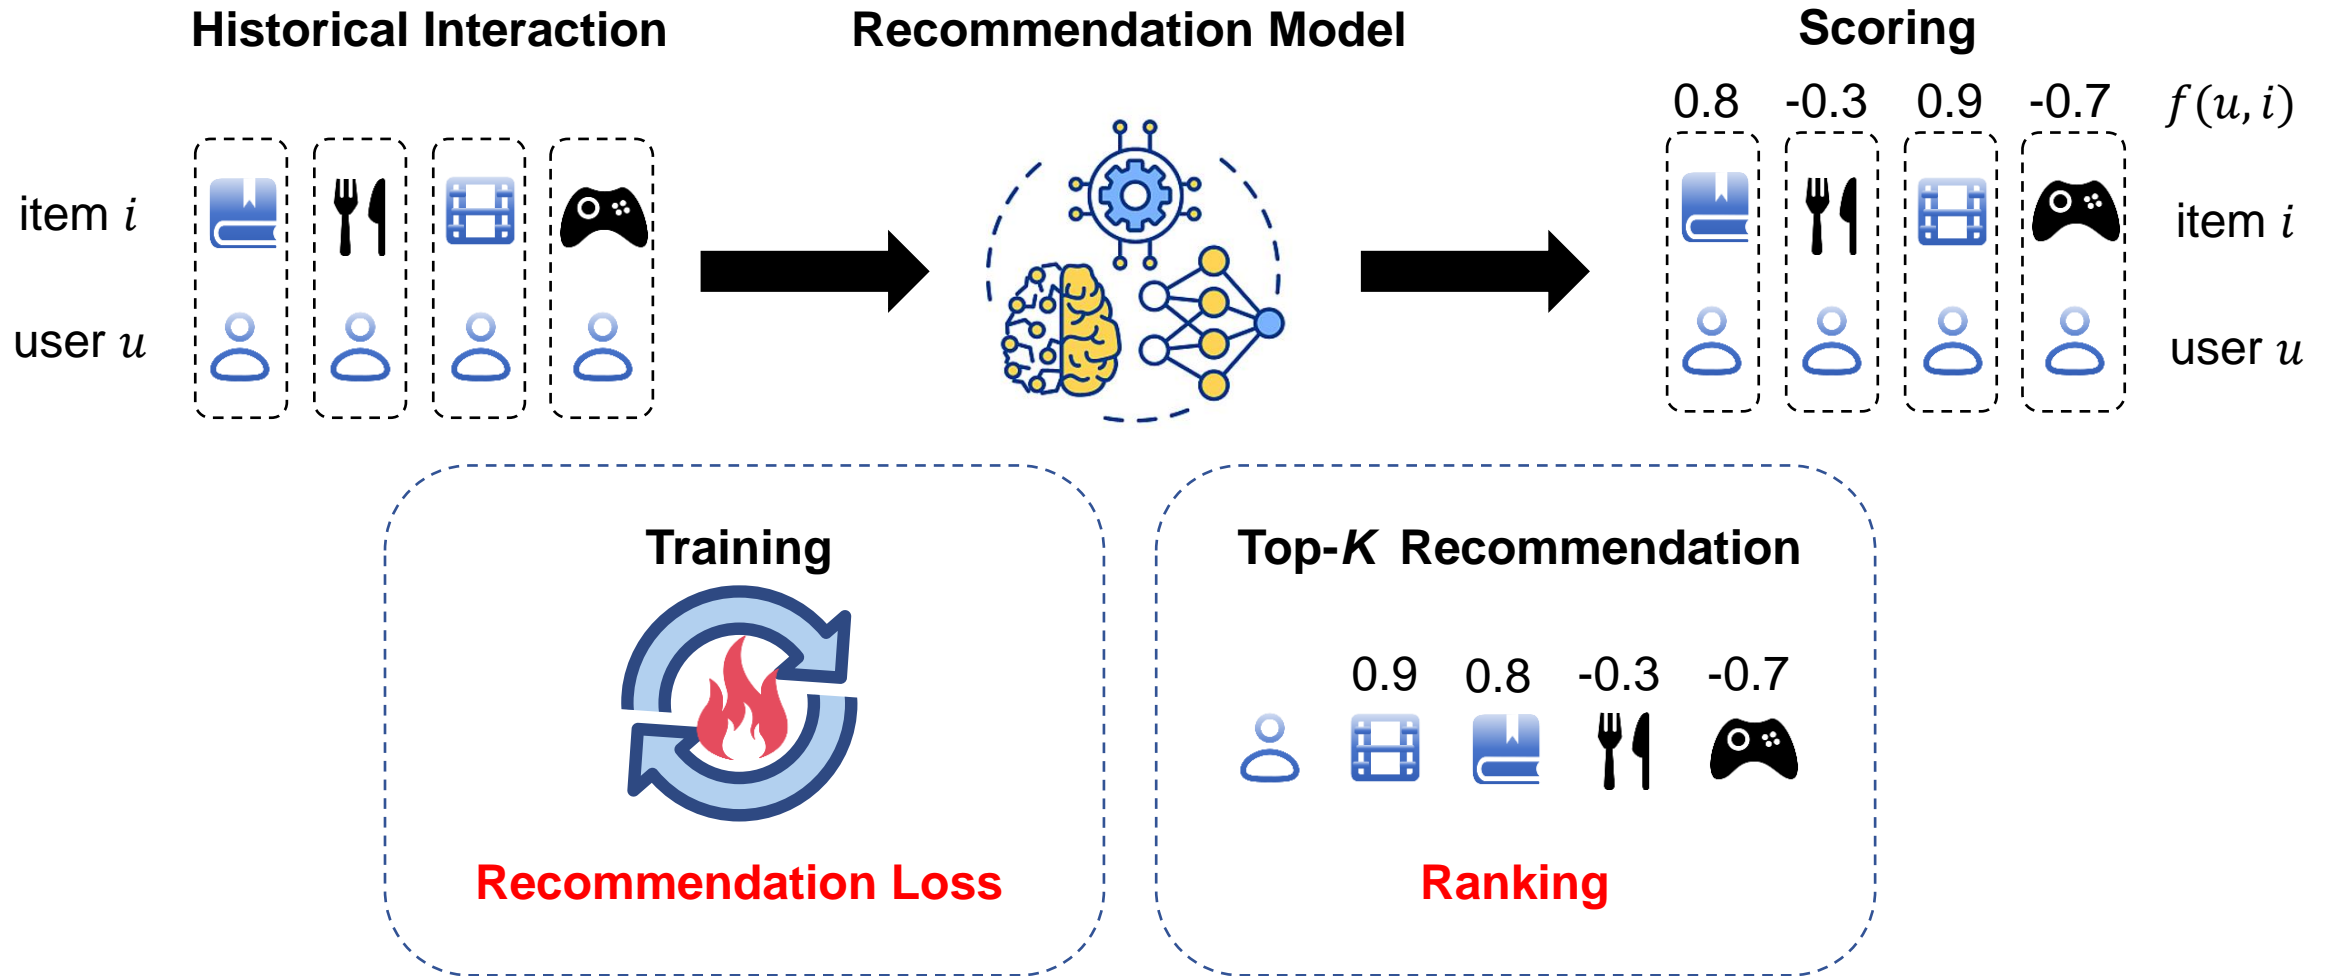 Historical Interaction
Recommendation Model
Scoring
0.8 -0.3 0.9 -0.7 f(u, i)
item i
item i
user u
user u
Training
Recommendation Loss
Top-K Recommendation
0.9 0.8 -0.3 -0.7
Ranking